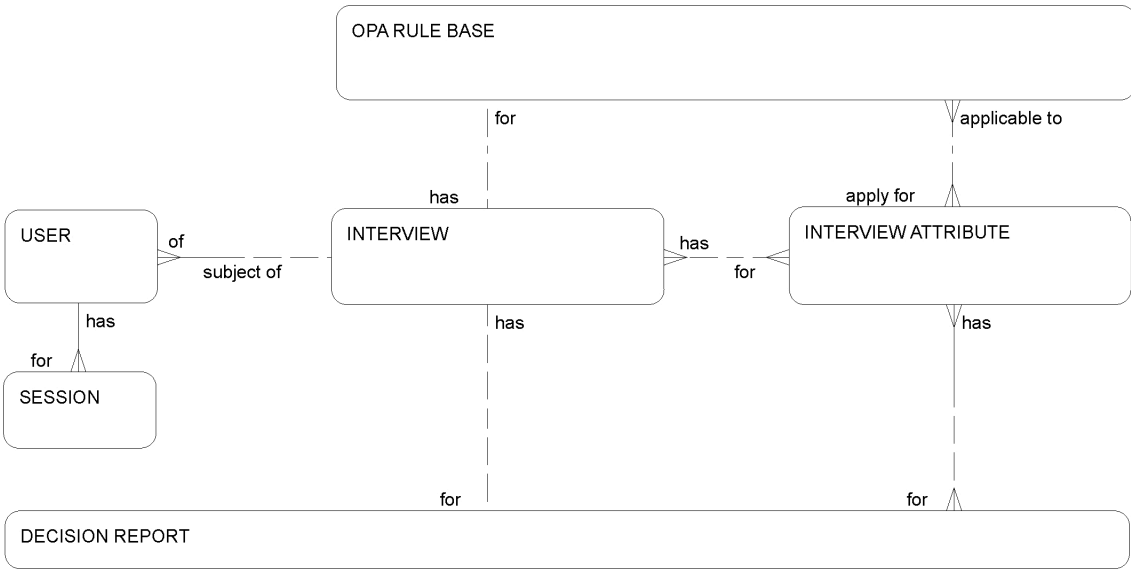 OPA RULE BASE
for
applicable to
has
apply for
USER
of
INTERVIEW
has
INTERVIEW ATTRIBUTE
subject of
for
has
has
has
for
SESSION
for
for
DECISION REPORT